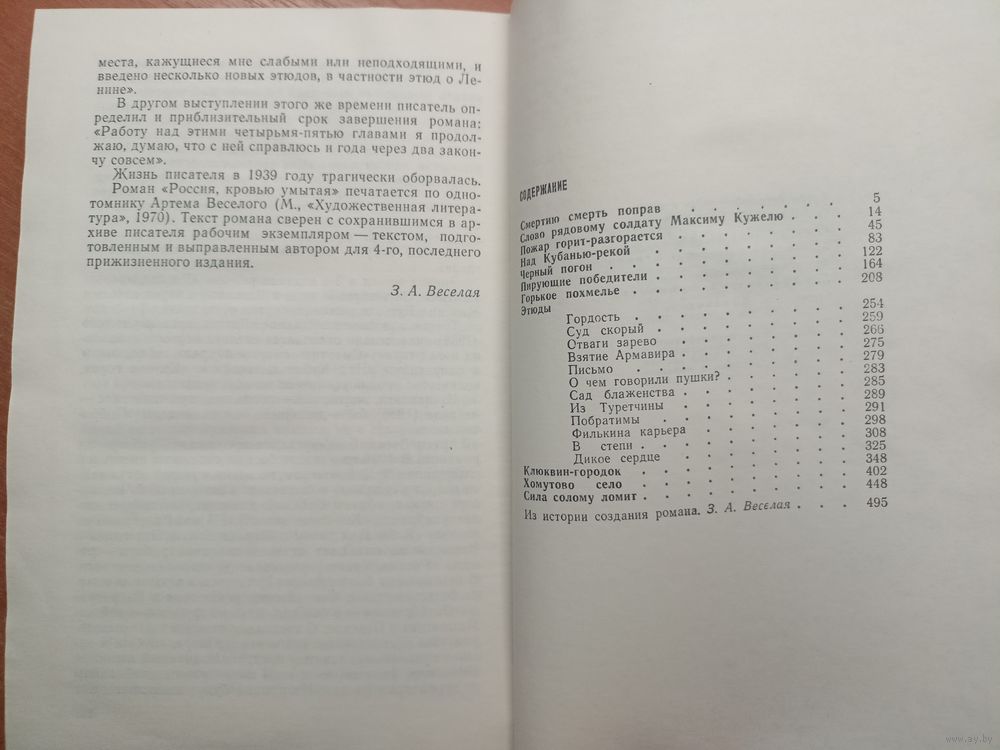 места, кажущиеся мне слабыми или неподходящими, и
введено несколько новых этюдов, в частности этюд о Ле-
нине».
В другом выступлении этого же времени писатель оп-
ределил и приблизительный срок завершения романа:
«Работу над этими четырьмя-пятью главами я продол-
жаю, думаю, что с ней справлюсь и года через два закон-
чу совсем».
Жизнь писателя в 1939 году трагически оборвалась.
Роман «Россия, кровью умытая» печатается по одно-
томнику Артема Веселого (М., «Художественная литера-
тура», 1970). Текст романа сверен с сохранившимся в ар-
хиве писателя рабочим экземпляром — текстом, подго-
товленным и выправленным автором для 4-го, последнего
прижизненного издания.
З. А. Веселая
СОДЕРЖАНИЕ
Смертию смерть поправ . . . . . . . 5
Слово рядовому солдату Максиму Кужелю . . . 14
Пожар горит-разгорается . . . . . . . 45
Над Кубанью-рекой . . . . . . . . 83
Черный погон . . . . . . . . . 122
Пирующие победители . . . . . . . . 164
Горькое похмелье . . . . . . . . . 208
Этюды
Гордость . . . . . . . . . 254
Суд скорый . . . . . . . . 259
Отваги зарево . . . . . . . 266
Взятие Армавира . . . . . . . 275
Письмо . . . . . . . . . 279
О чем говорили пушки? . . . . . . 283
Сад блаженства . . . . . . . 285
Из Туретчины . . . . . . . 289
Побратимы . . . . . . . . 291
Филькина карьера . . . . . . . 298
В степи . . . . . . . . . 308
Дикое сердце . . . . . . . 325
Клюквин-городок . . . . . . . . 348
Хомутово село . . . . . . . . . 402
Сила солому ломит . . . . . . . . 448
Из истории создания романа. З. А. Веселая . . . 495
www.ay.by